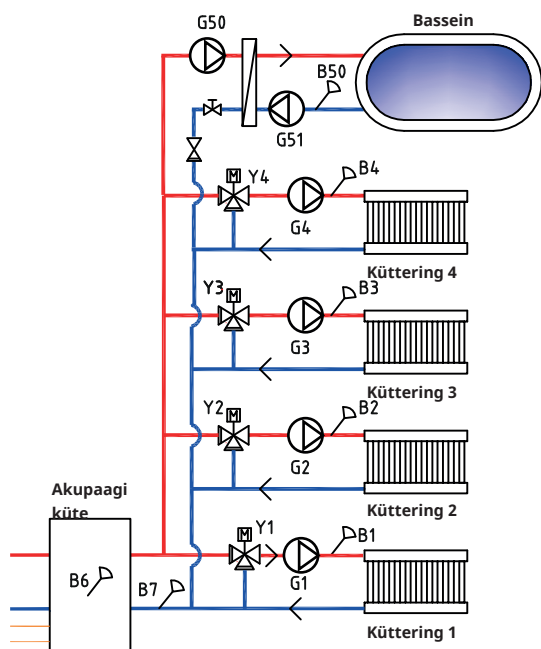 G50
Bassein
B50
G51
M
Y4
B4
G4
Küttering 4
Y3
M
B3
G3
Küttering 3
Y2
M
B2
G2
Küttering 2
Akupaagi
küte
M
Y1
B1
G1
B6
B7
Küttering 1